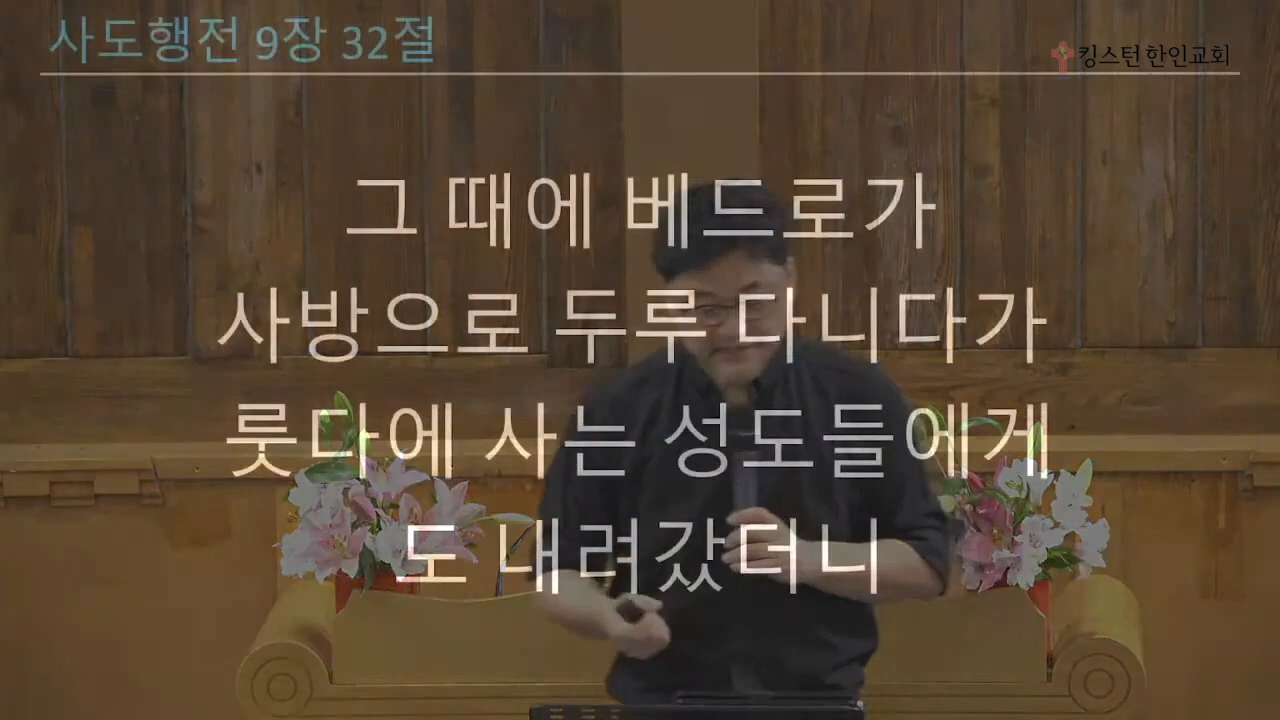 사도행전 9장 32절
킹스턴한인교회
그 때에 베드로가
사방으로 두루 다니다가
룻다에 사는 성도들에게
도 내려갔더니